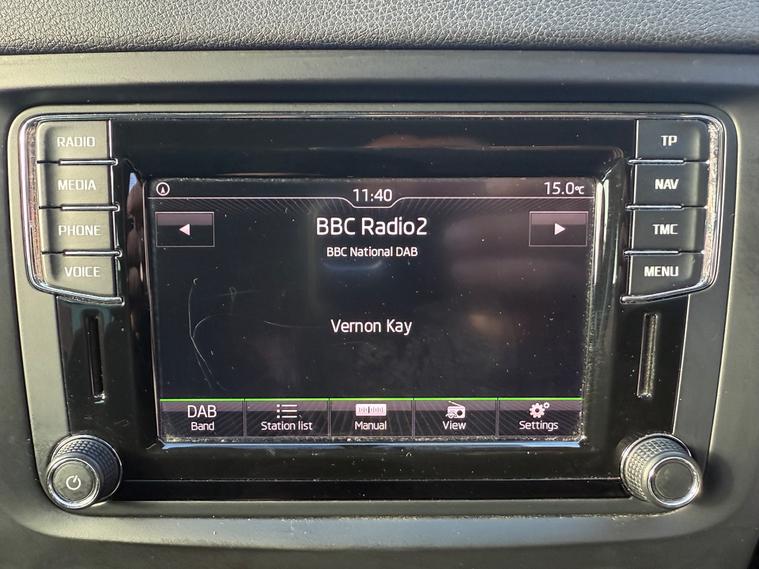 RADIO
MEDIA
PHONE
VOICE
11:40
15.0°C
BBC Radio2
BBC National DAB
Vernon Kay
DAB
Band
Station list
Manual
View
Settings
TP
NAV
TMC
MENU